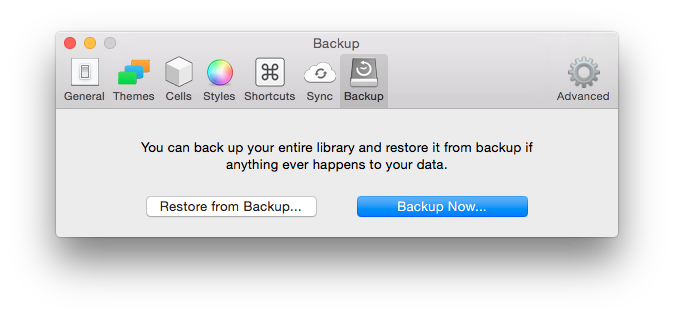 Backup
General Themes Cells Styles Shortcuts Sync Backup Advanced
You can back up your entire library and restore it from backup if
anything ever happens to your data.
Restore from Backup... Backup Now...